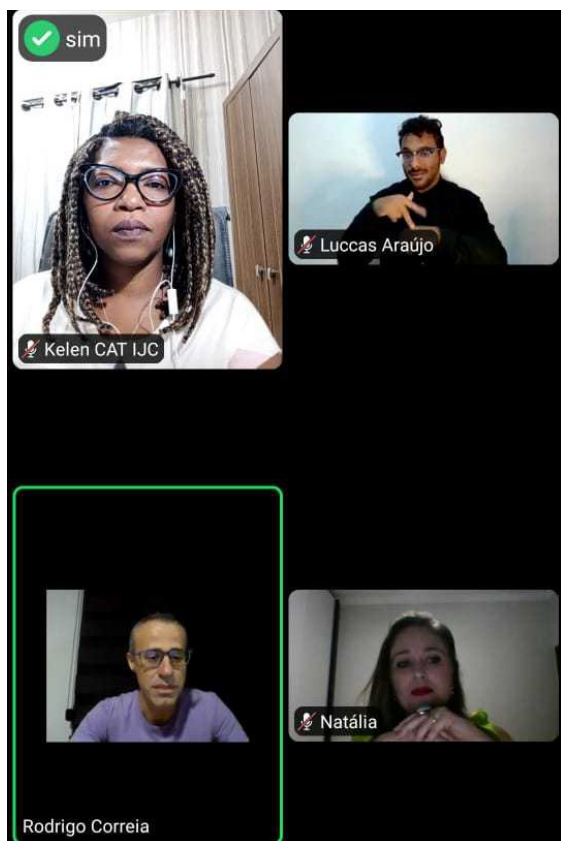 sim
Kelen CAT IJC
Luccas Araújo
Rodrigo Correia
Natália